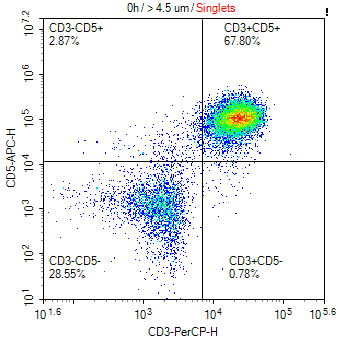 0h / > 4.5 um / Singlets
!
CD3-CD5+
2.87%
CD3+CD5+
67.80%
CD3-CD5-
28.55%
CD3+CD5-
0.78%
CD5-APC-H
10^7.2
10^6
10^5
10^4
10^3
10^2
10^1
10^1.6
10^3
10^4
10^5
10^5.6
CD3-PerCP-H